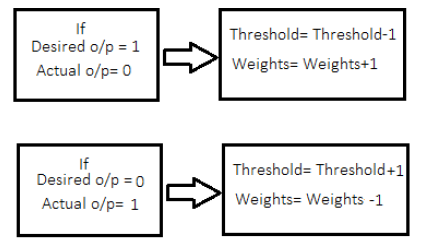 If
Desired o/p = 1
Actual o/p= 0
Threshold= Threshold-1
Weights= Weights+1
If
Desired o/p = 0
Actual o/p= 1
Threshold= Threshold+1
Weights= Weights -1